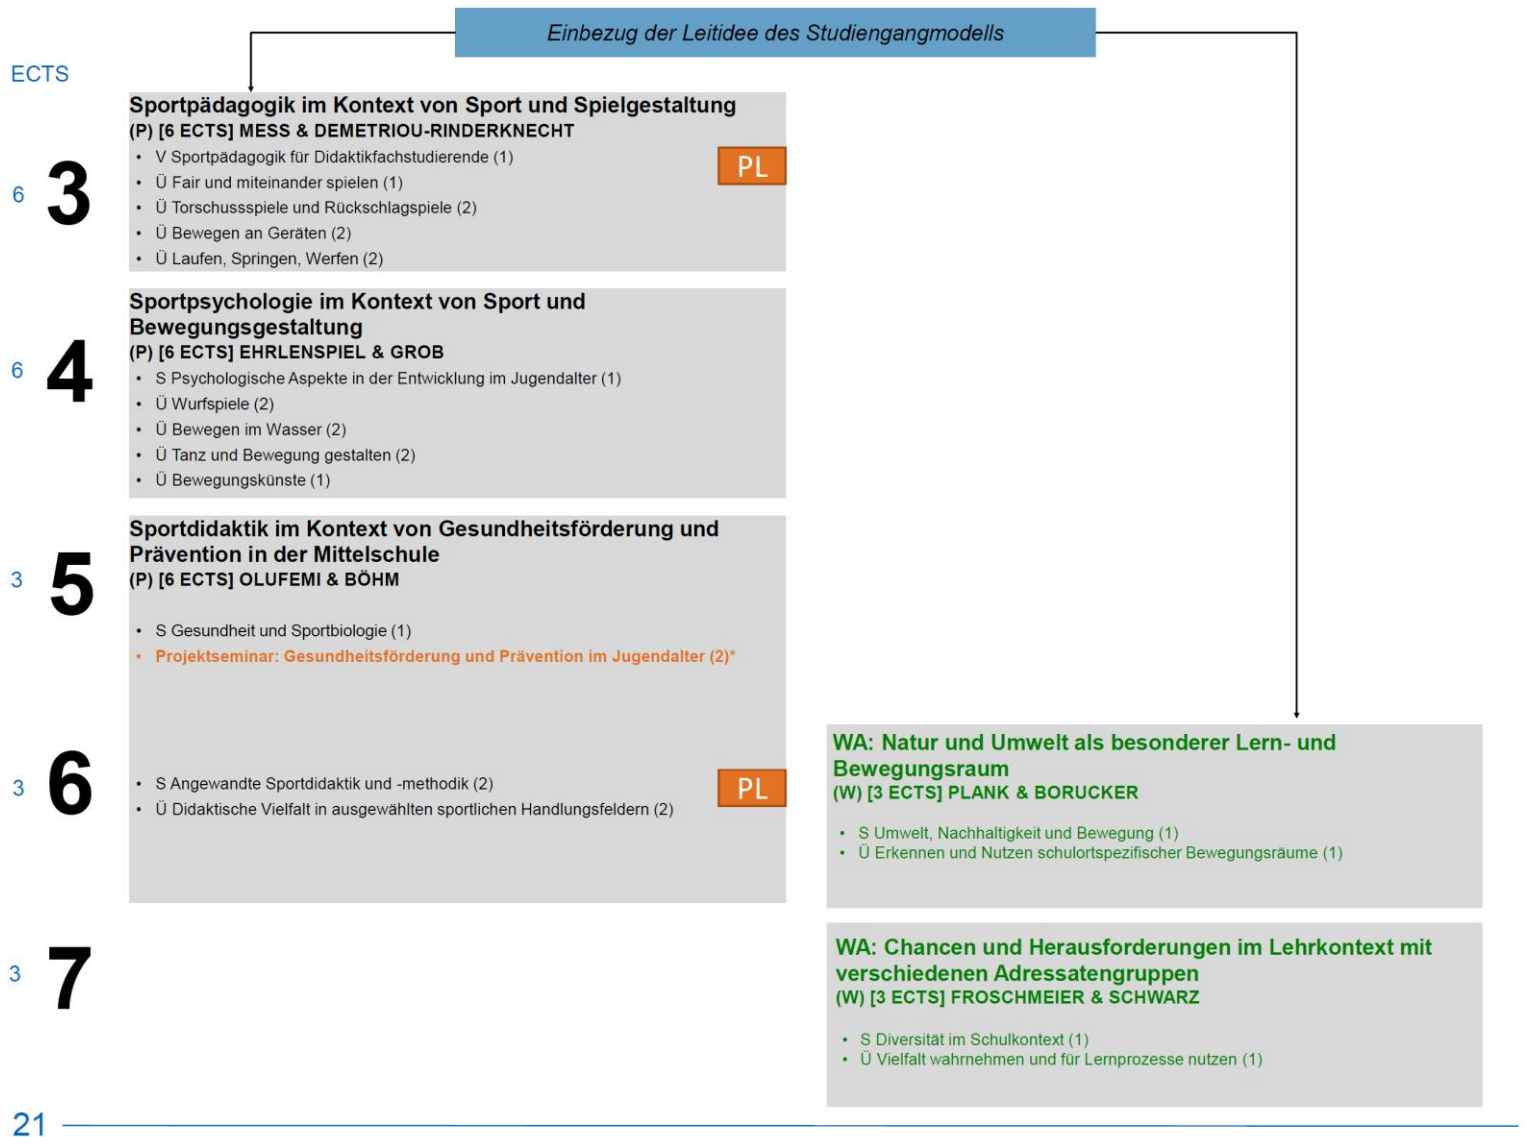 Einbezug der Leitidee des Studiengangmodells
ECTS
Sportpädagogik im Kontext von Sport und Spielgestaltung
(P) [6 ECTS] MESS & DEMETRIOU-RINDERKNECHT
• V Sportpädagogik für Didaktikfachstudierende (1)
PL
• Ü Fair und miteinander spielen (1)
6 3
• Ü Torschussspiele und Rückschlagspiele (2)
• Ü Bewegen an Geräten (2)
• Ü Laufen, Springen, Werfen (2)
Sportpsychologie im Kontext von Sport und
Bewegungsgestaltung
(P) [6 ECTS] EHRLENSPIEL & GROB
6 4
• S Psychologische Aspekte in der Entwicklung im Jugendalter (1)
• Ü Wurfspiele (2)
• Ü Bewegen im Wasser (2)
• Ü Tanz und Bewegung gestalten (2)
• Ü Bewegungskünste (1)
Sportdidaktik im Kontext von Gesundheitsförderung und
Prävention in der Mittelschule
(P) [6 ECTS] OLUFEMI & BÖHM
3 5
• S Gesundheit und Sportbiologie (1)
• Projektseminar: Gesundheitsförderung und Prävention im Jugendalter (2)*
3 6
• S Angewandte Sportdidaktik und -methodik (2)
PL
• Ü Didaktische Vielfalt in ausgewählten sportlichen Handlungsfeldern (2)
WA: Natur und Umwelt als besonderer Lern- und
Bewegungsraum
(W) [3 ECTS] PLANK & BORUCKER
• S Umwelt, Nachhaltigkeit und Bewegung (1)
• Ü Erkennen und Nutzen schulortspezifischer Bewegungsräume (1)
3 7
WA: Chancen und Herausforderungen im Lehrkontext mit
verschiedenen Adressatengruppen
(W) [3 ECTS] FROSCHMEIER & SCHWARZ
• S Diversität im Schulkontext (1)
• Ü Vielfalt wahrnehmen und für Lernprozesse nutzen (1)
21